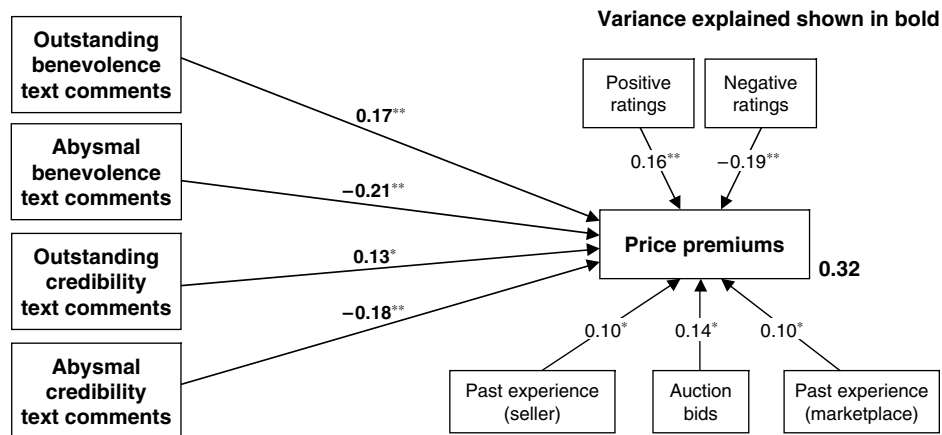 Variance explained shown in bold
Outstanding
benevolence
text comments
Abysmal
benevolence
text comments
Outstanding
credibility
text comments
Abysmal
credibility
text comments
0.17**
−0.21**
0.13*
−0.18**
Positive
ratings
Negative
ratings
0.16**
−0.19**
Price premiums
0.32
0.10*
0.14*
0.10*
Past experience
(seller)
Auction
bids
Past experience
(marketplace)